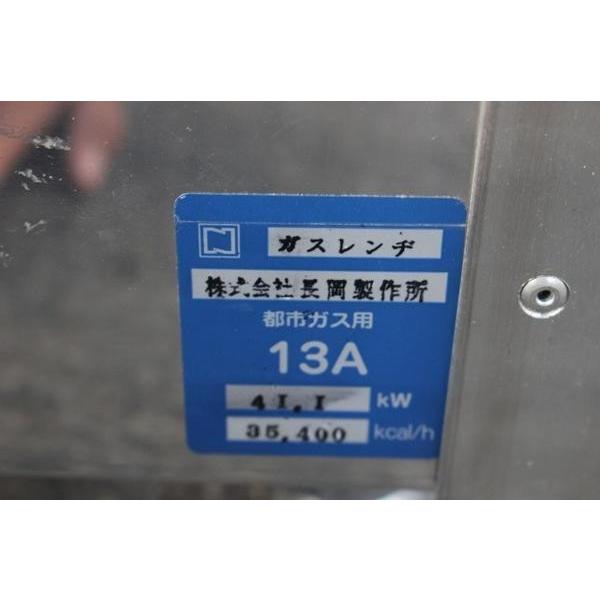 N ガスレンヂ
株式会社長岡製作所
都市ガス用
13A
41.1 kW
35,400 kcal/h